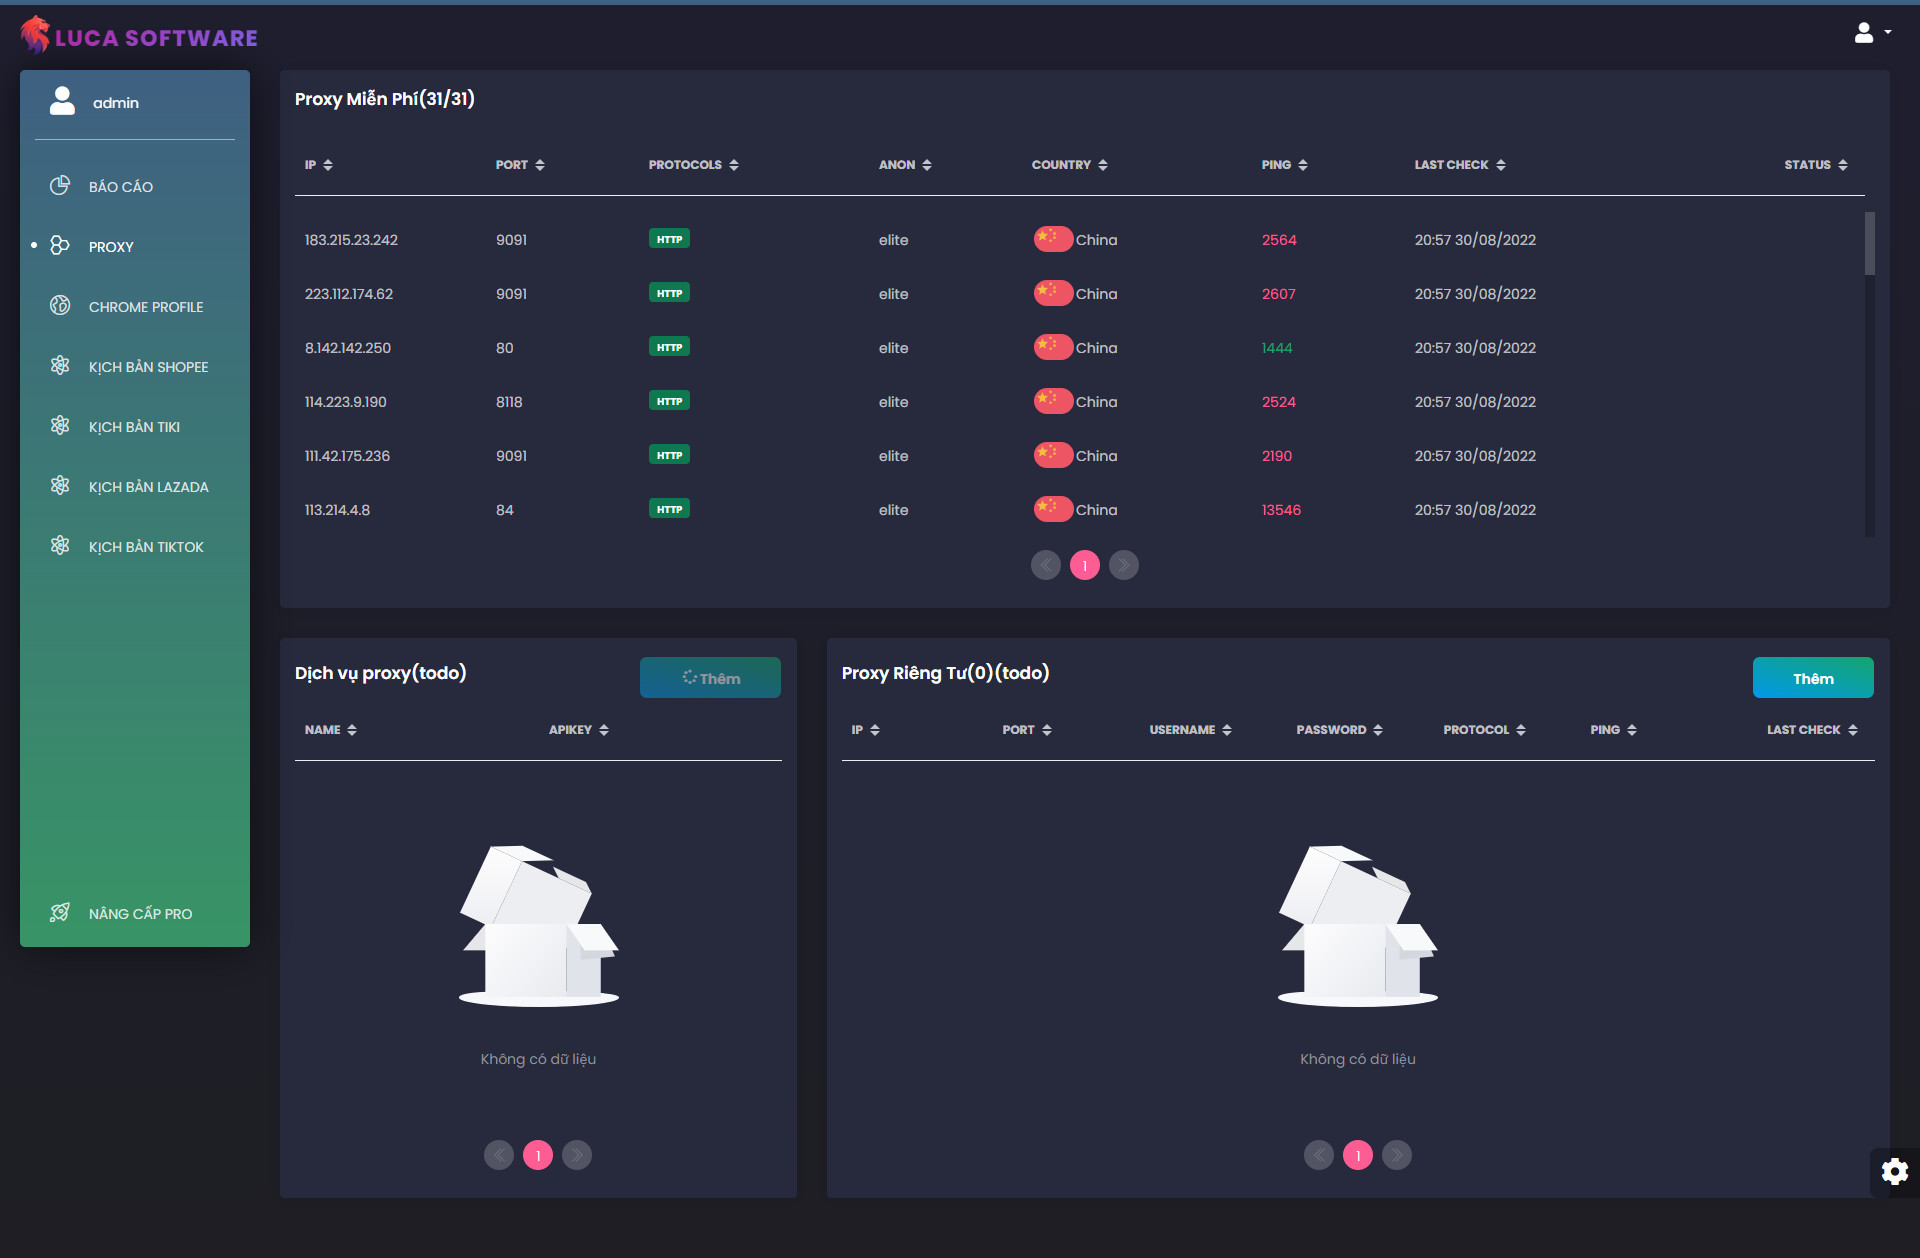 LUCA SOFTWARE
admin
BÁO CÁO
PROXY
CHROME PROFILE
KỊCH BẢN SHOPEE
KỊCH BẢN TIKI
KỊCH BẢN LAZADA
KỊCH BẢN TIKTOK
NÂNG CẤP PRO
Proxy Miễn Phí(31/31)
IP PORT PROTOCOLS ANON COUNTRY PING LAST CHECK STATUS
183.215.23.242 9091 HTTP elite China 2564 20:57 30/08/2022
223.112.174.62 9091 HTTP elite China 2607 20:57 30/08/2022
8.142.142.250 80 HTTP elite China 1444 20:57 30/08/2022
114.223.9.190 8118 HTTP elite China 2524 20:57 30/08/2022
111.42.175.236 9091 HTTP elite China 2190 20:57 30/08/2022
113.214.4.8 84 HTTP elite China 13546 20:57 30/08/2022
1
Dịch vụ proxy(todo) Thêm
NAME APIKEY
Không có dữ liệu
1
Proxy Riêng Tư(0)(todo) Thêm
IP PORT USERNAME PASSWORD PROTOCOL PING LAST CHECK
Không có dữ liệu
1